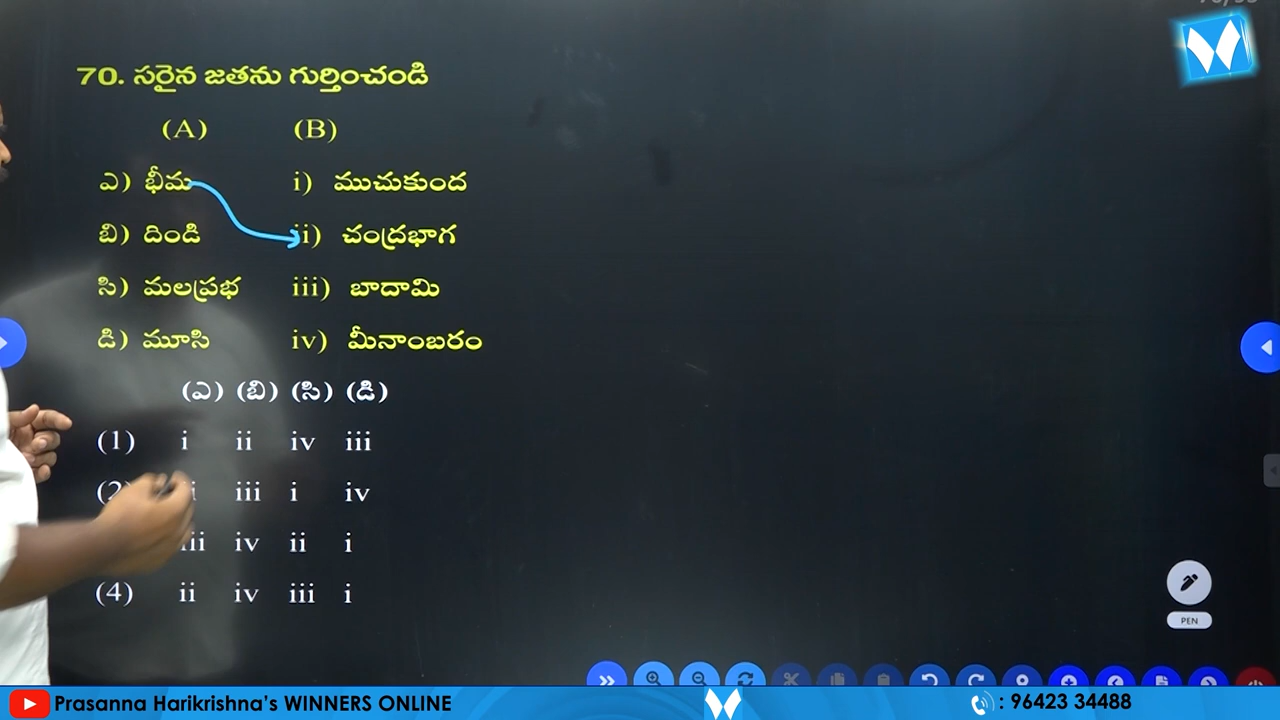 70. సరైన జతను గుర్తించండి
(A) (B)
ఎ) భీమ i) ముచుకుంద
బి) దిండి ii) చంద్రభాగ
సి) మలప్రభ iii) బాదామి
డి) మూసి iv) మీనాంబరం
(ఎ) (బి) (సి) (డి)
(1) i ii iv iii
iii i iv
iii iv ii i
(4) ii iv iii i
PEN
Prasanna Harikrishna's WINNERS ONLINE : 96423 34488